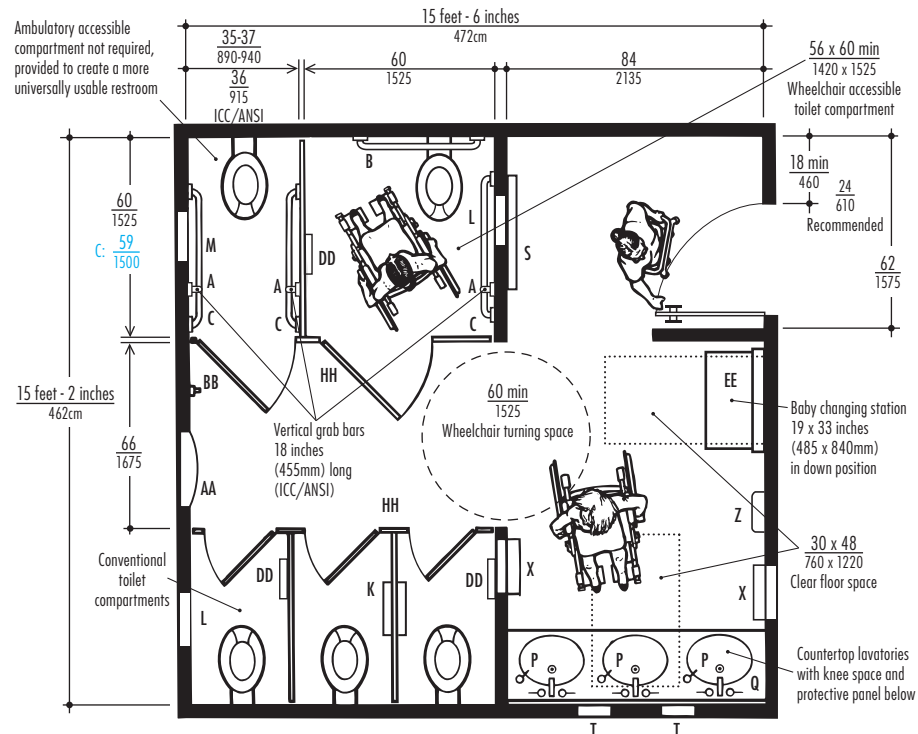 15 feet - 6 inches
472cm
Ambulatory accessible
compartment not required,
provided to create a more
universally usable restroom
35-37
890-940
36
915
ICC/ANSI
60
1525
84
2135
56 x 60 min
1420 x 1525
Wheelchair accessible
toilet compartment
18 min
460
24
610
Recommended
62
1575
60
1525
C: 59
1500
B
L
M
DD
S
A
A
A
C
C
C
BB
HH
60 min
1525
Wheelchair turning space
EE
Baby changing station
19 x 33 inches
(485 x 840mm)
in down position
15 feet - 2 inches
462cm
66
1675
Vertical grab bars
18 inches
(455mm) long
(ICC/ANSI)
AA
HH
Z
30 x 48
760 x 1220
Clear floor space
Conventional
toilet
compartments
DD
K
DD
X
X
L
P
P
P
Q
Countertop lavatories
with knee space and
protective panel below
T
T